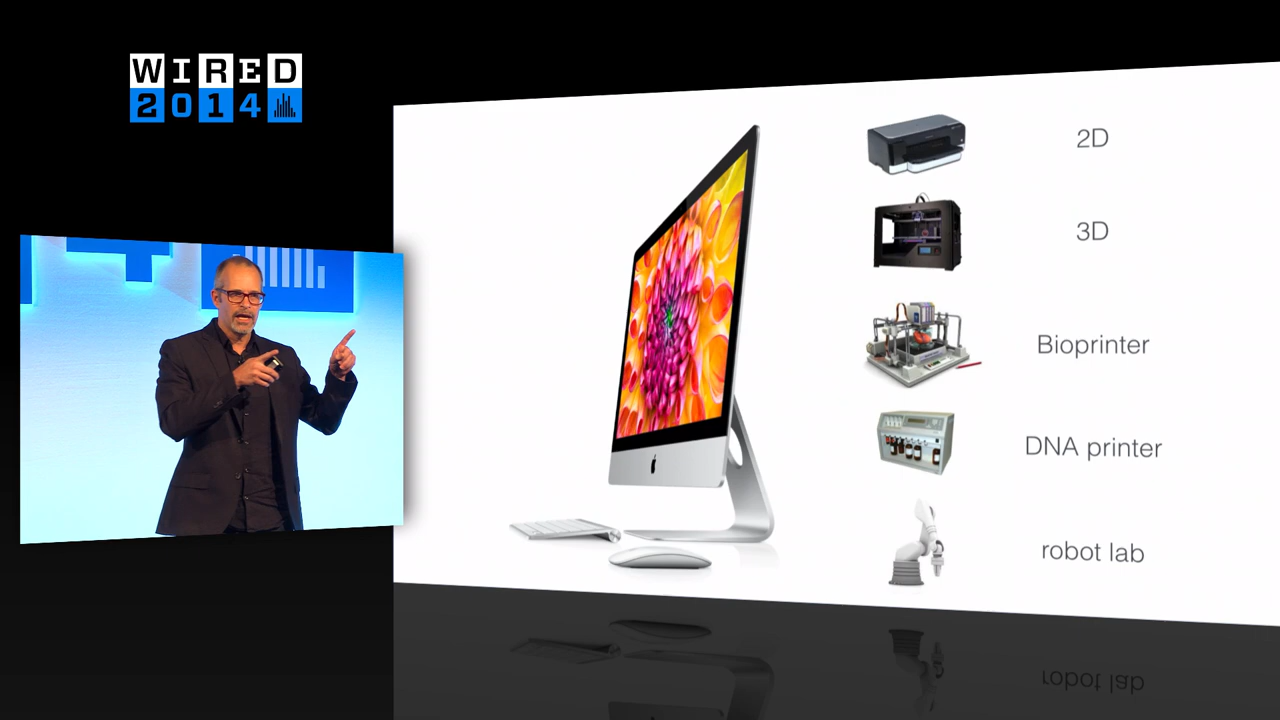 WIRED
2014
2D
3D
Bioprinter
DNA printer
robot lab
robot lab